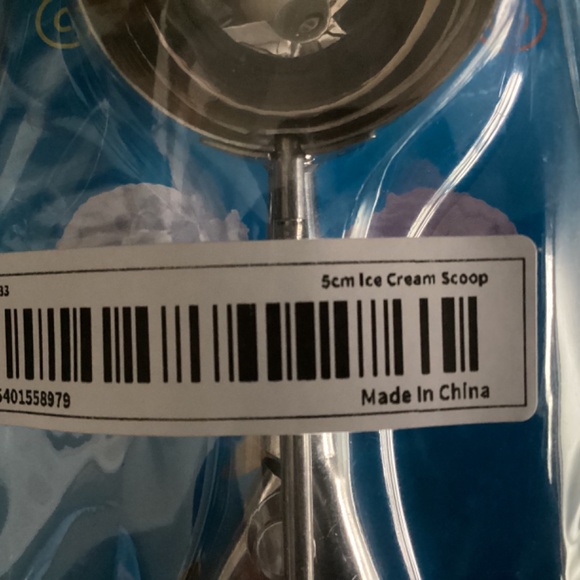 33
5cm Ice Cream Scoop
5401558979
Made In China